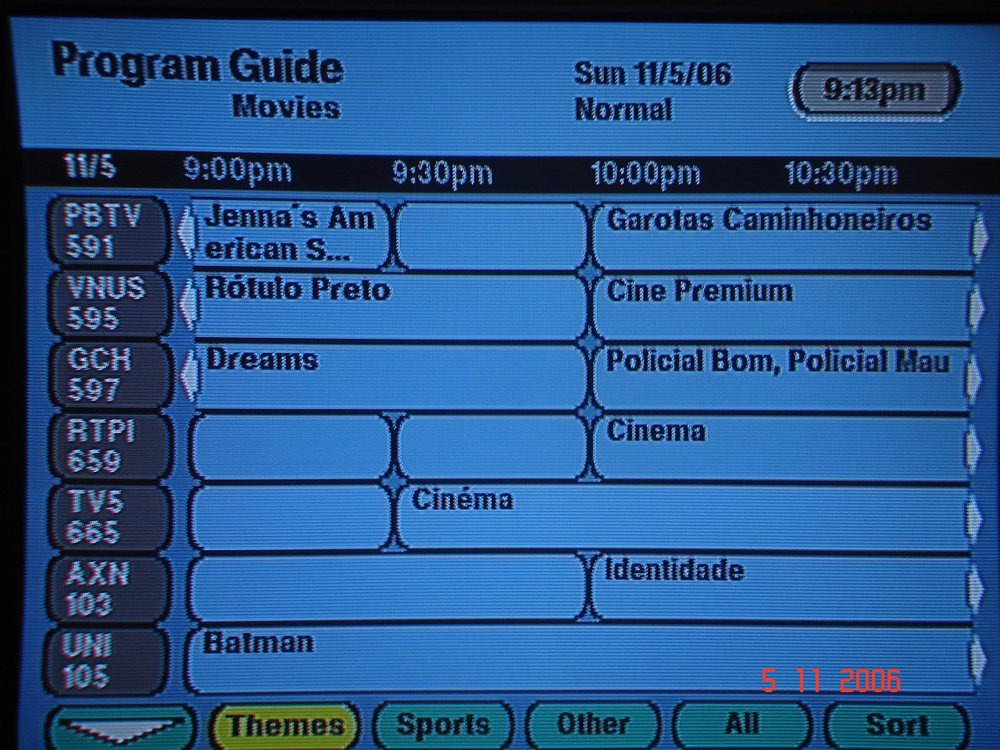 Program Guide
Movies
Sun 11/5/06
Normal
9:13pm
11/5 9:00pm 9:30pm 10:00pm 10:30pm
PBTV
591
Jenna´s Am
erican S...
Garotas Caminhoneiros
VNUS
595
Rótulo Preto
Cine Premium
GCH
597
Dreams
Policial Bom, Policial Mau
RTPI
659
Cinema
TV5
665
Cinéma
AXN
103
Identidade
UNI
105
Batman
5 11 2006
Themes Sports Other All Sort